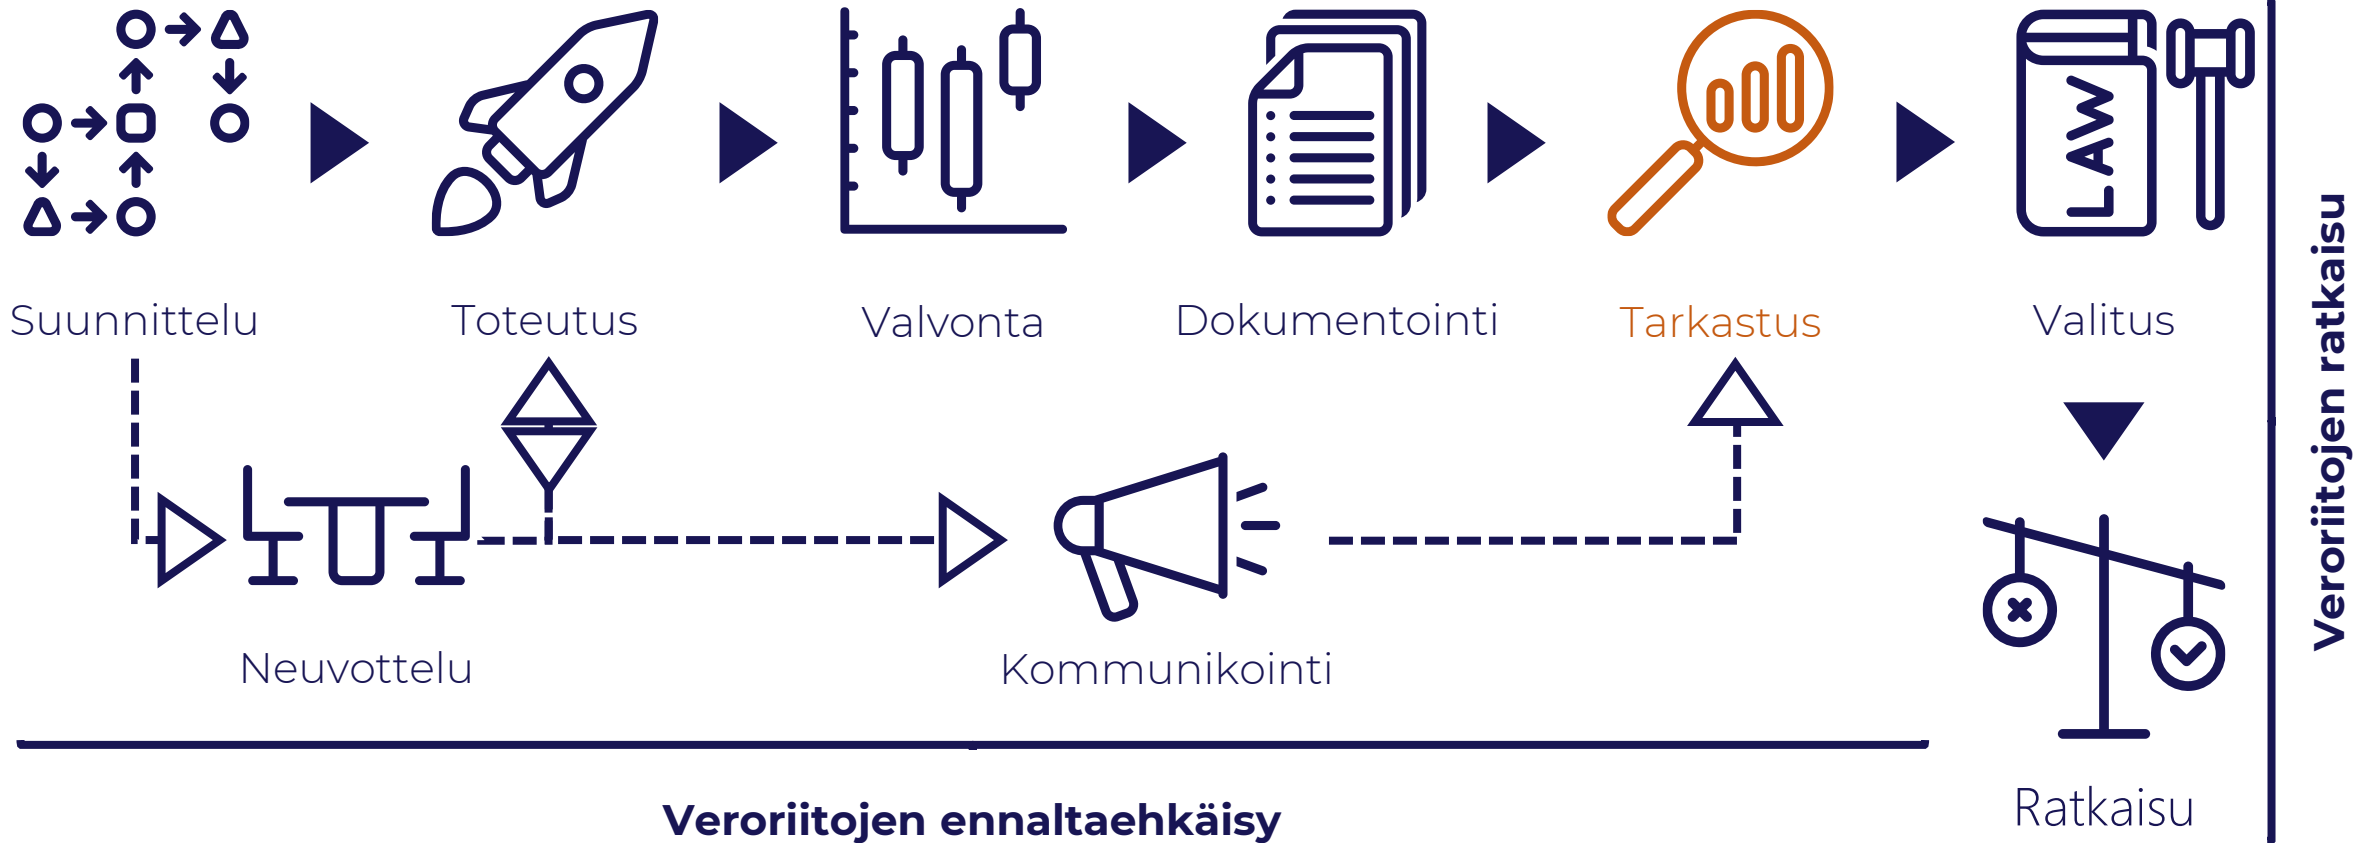 LAW
Suunnittelu
Toteutus
Valvonta
Dokumentointi
Tarkastus
Valitus
Neuvottelu
Kommunikointi
Ratkaisu
Veroriitojen ennaltaehkäisy
Veroriitojen ratkaisu